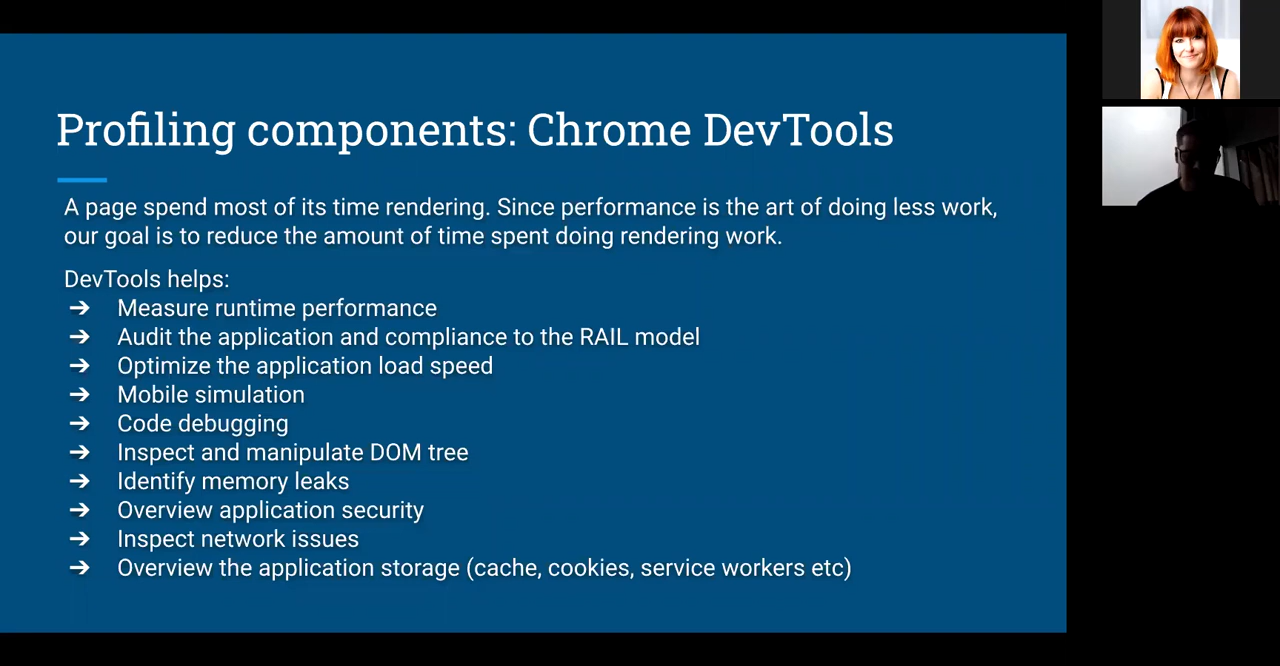 Profiling components: Chrome DevTools
A page spend most of its time rendering. Since performance is the art of doing less work,
our goal is to reduce the amount of time spent doing rendering work.
DevTools helps:
➔ Measure runtime performance
➔ Audit the application and compliance to the RAIL model
➔ Optimize the application load speed
➔ Mobile simulation
➔ Code debugging
➔ Inspect and manipulate DOM tree
➔ Identify memory leaks
➔ Overview application security
➔ Inspect network issues
➔ Overview the application storage (cache, cookies, service workers etc)